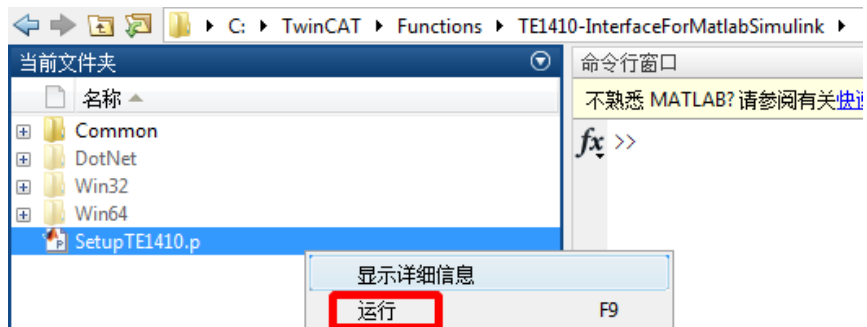 C: TwinCAT Functions TE1410-InterfaceForMatlabSimulink
当前文件夹
命令行窗口
名称
不熟悉 MATLAB? 请参阅有关快
Common
fx >>
DotNet
Win32
Win64
SetupTE1410.p
显示详细信息
运行 F9